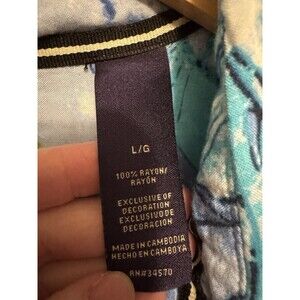 L/G
100% RAYON/
RAYÓN
EXCLUSIVE OF
DECORATION
EXCLUSIVO DE
DECORACIÓN
MADE IN CAMBODIA
HECHO EN CAMBOYA
RN#34570